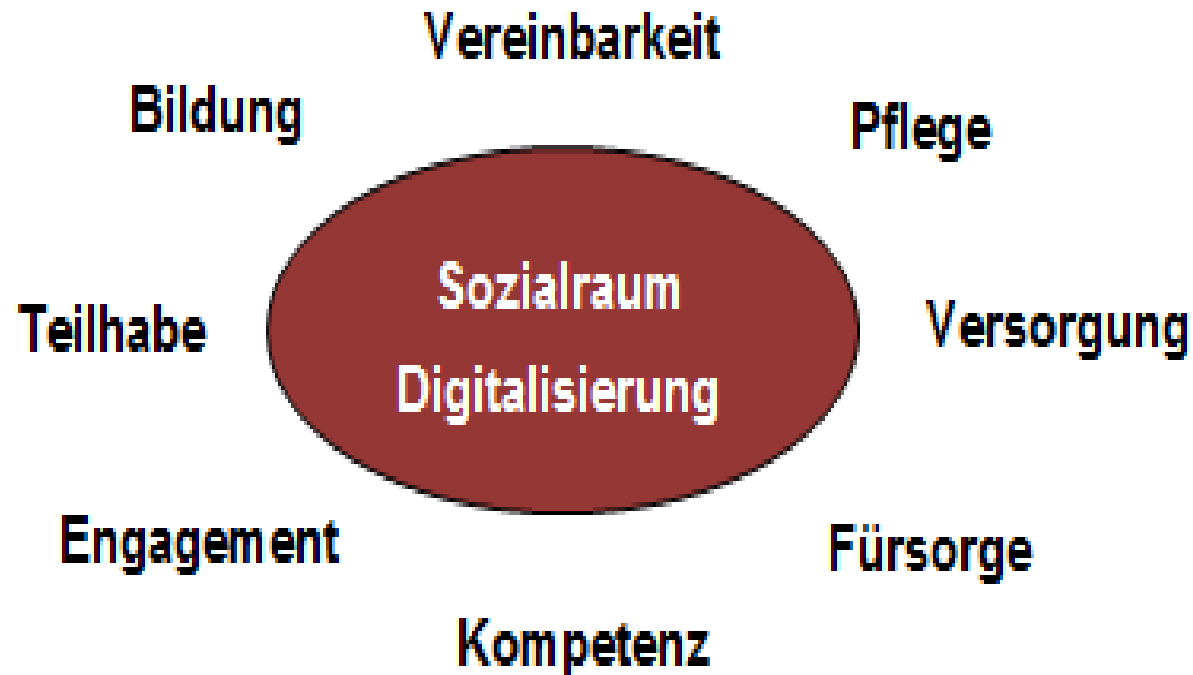 Vereinbarkeit
Bildung
Pflege
Sozialraum
Digitalisierung
Teilhabe
Versorgung
Engagement
Fürsorge
Kompetenz